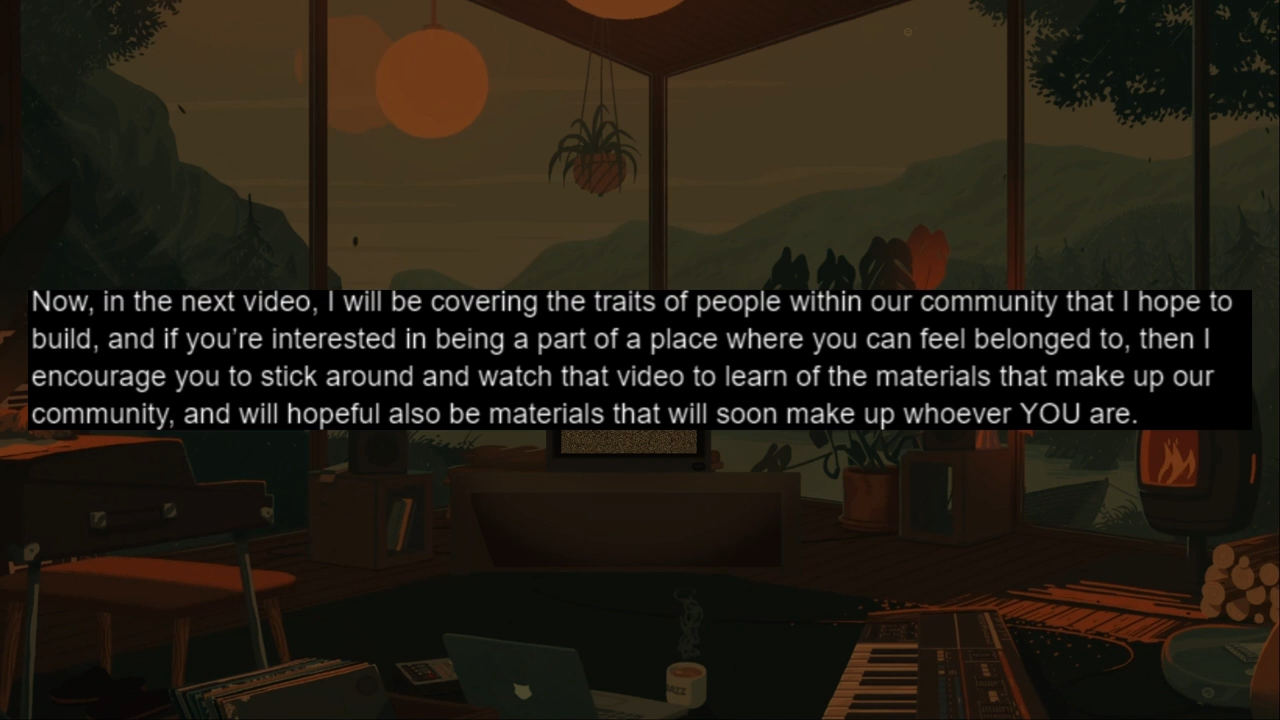 Now, in the next video, I will be covering the traits of people within our community that I hope to
build, and if you’re interested in being a part of a place where you can feel belonged to, then I
encourage you to stick around and watch that video to learn of the materials that make up our
community, and will hopeful also be materials that will soon make up whoever YOU are.
JAZZ